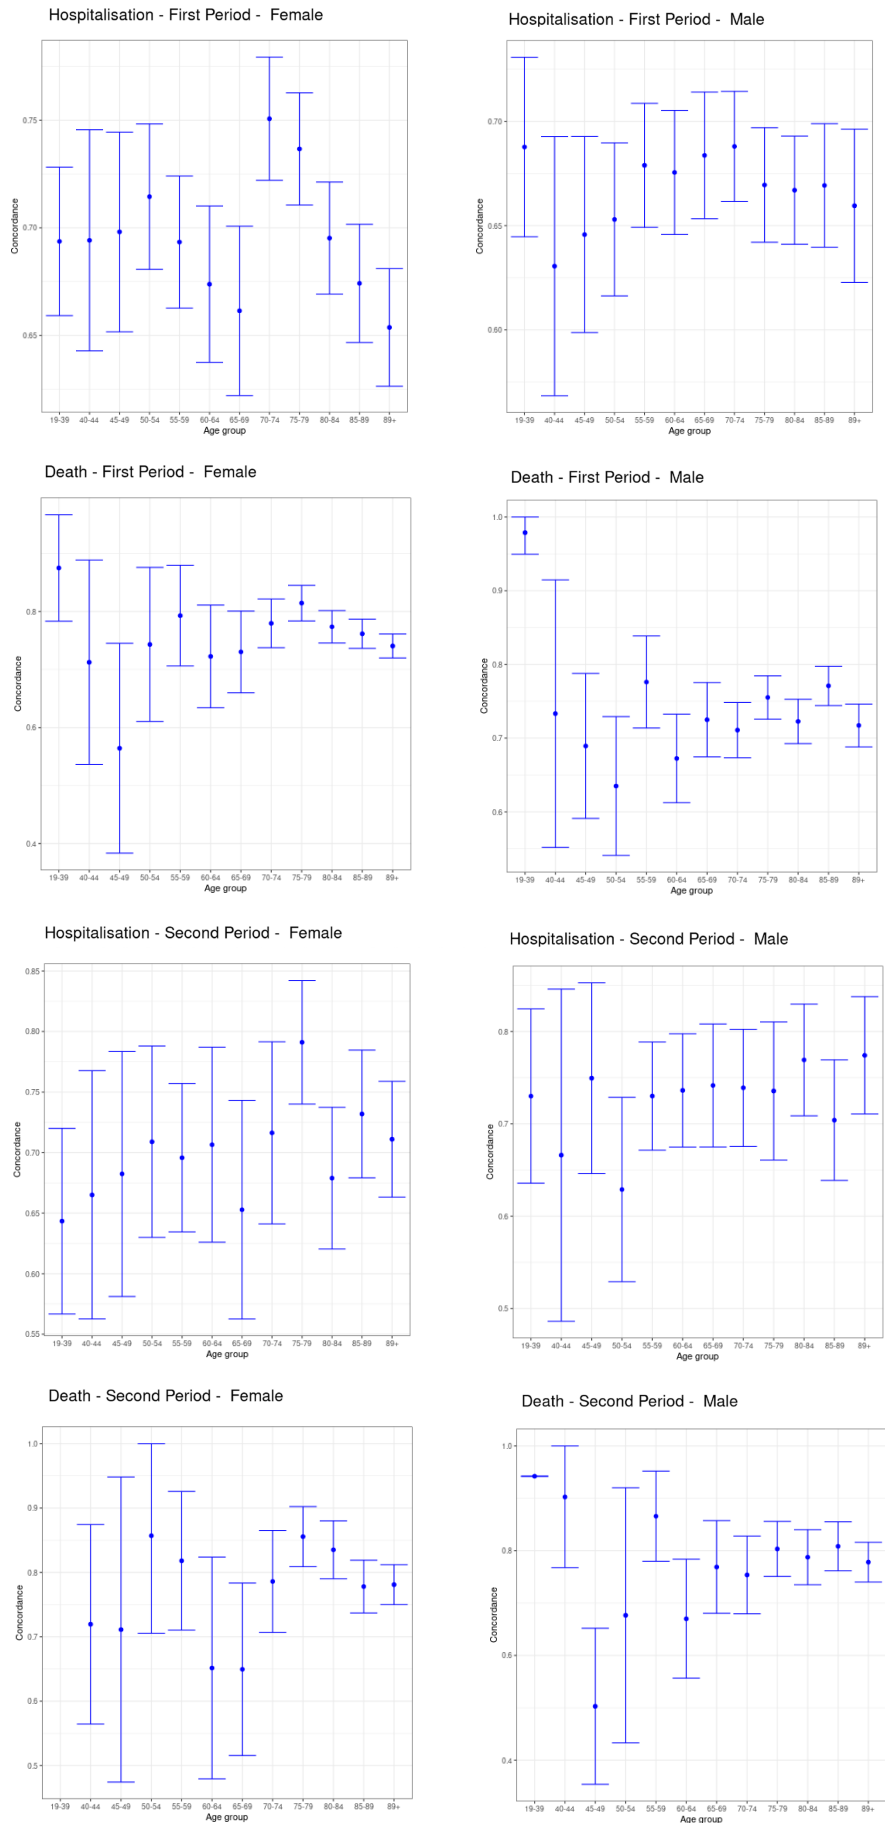 Hospitalisation - First Period -  Female
0.75
0.70
0.65
Concordance
19-39 40-44 45-49 50-54 55-59 60-64 65-69 70-74 75-79 80-84 85-89 89+
Age group
Hospitalisation - First Period -  Male
0.70
0.65
0.60
Concordance
19-39 40-44 45-49 50-54 55-59 60-64 65-69 70-74 75-79 80-84 85-89 89+
Age group
Death - First Period -  Female
0.8
0.6
0.4
Concordance
19-39 40-44 45-49 50-54 55-59 60-64 65-69 70-74 75-79 80-84 85-89 89+
Age group
Death - First Period -  Male
1.0
0.9
0.8
0.7
0.6
Concordance
19-39 40-44 45-49 50-54 55-59 60-64 65-69 70-74 75-79 80-84 85-89 89+
Age group
Hospitalisation - Second Period -  Female
0.85
0.80
0.75
0.70
0.65
0.60
0.55
Concordance
19-39 40-44 45-49 50-54 55-59 60-64 65-69 70-74 75-79 80-84 85-89 89+
Age group
Hospitalisation - Second Period -  Male
0.8
0.7
0.6
0.5
Concordance
19-39 40-44 45-49 50-54 55-59 60-64 65-69 70-74 75-79 80-84 85-89 89+
Age group
Death - Second Period -  Female
1.0
0.9
0.8
0.7
0.6
0.5
Concordance
19-39 40-44 45-49 50-54 55-59 60-64 65-69 70-74 75-79 80-84 85-89 89+
Age group
Death - Second Period -  Male
1.0
0.8
0.6
0.4
Concordance
19-39 40-44 45-49 50-54 55-59 60-64 65-69 70-74 75-79 80-84 85-89 89+
Age group